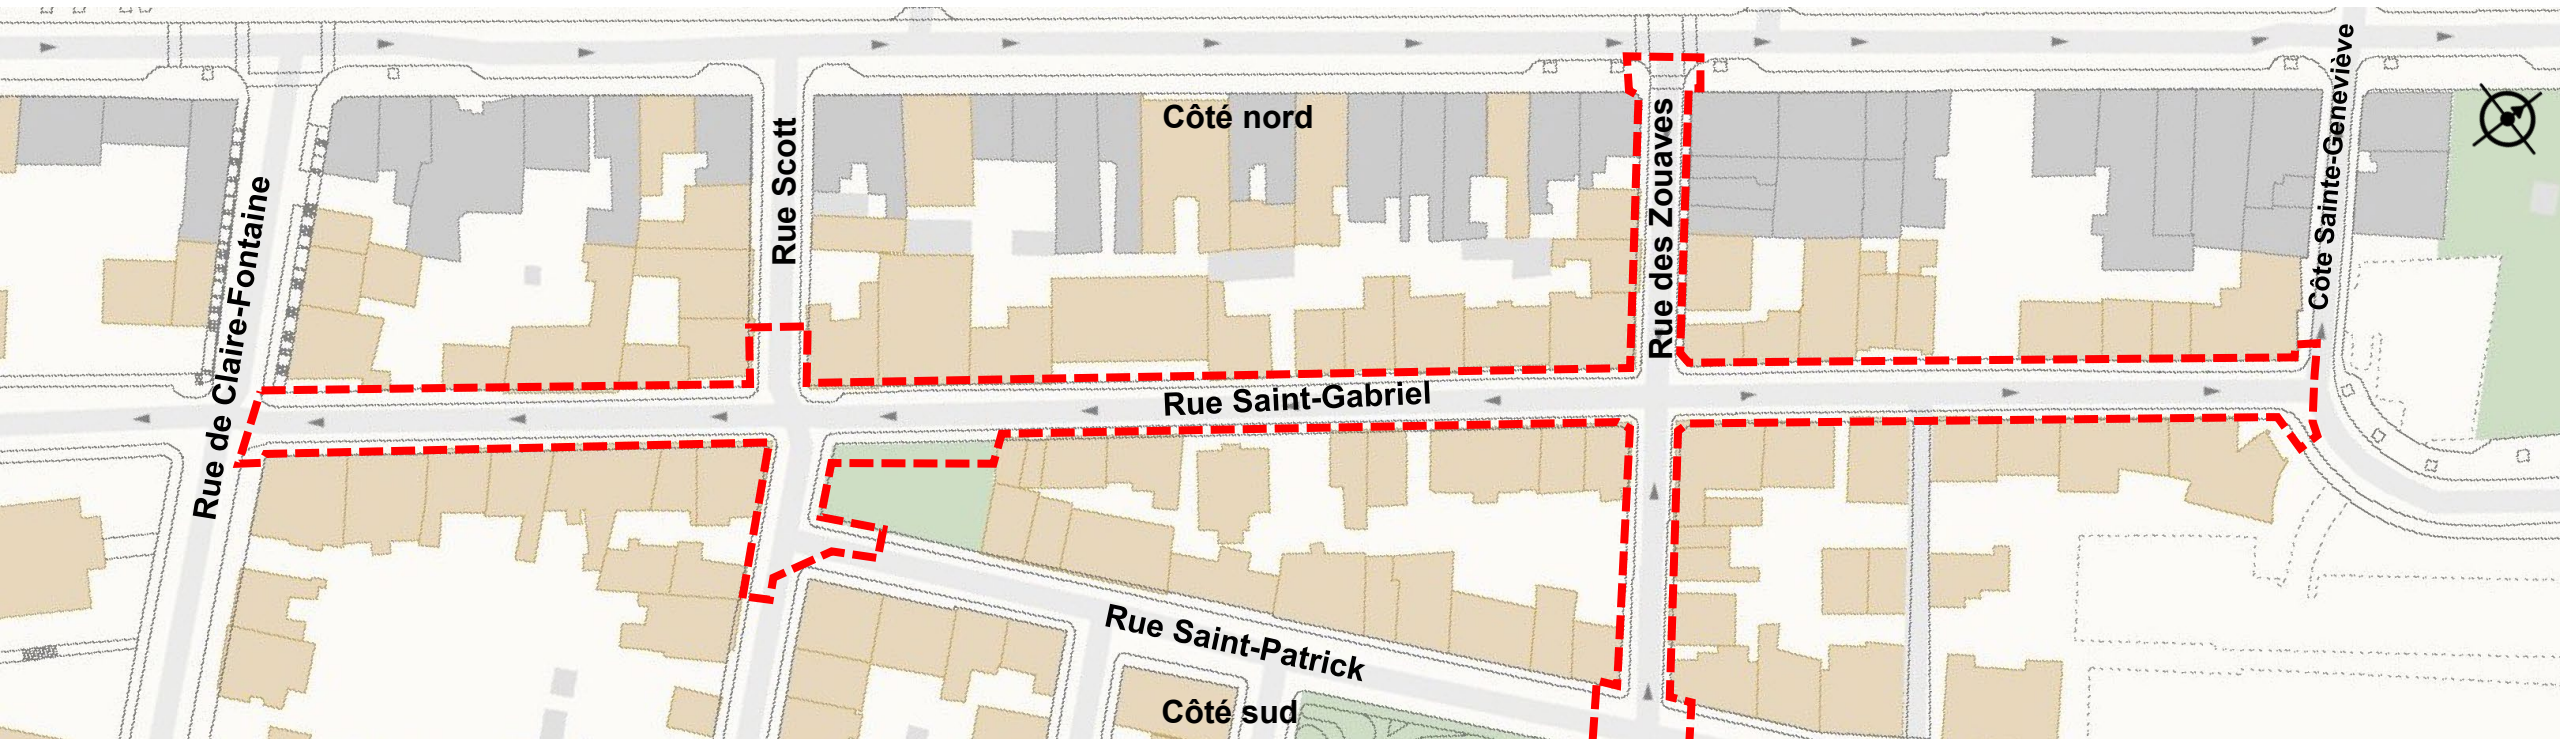 Côté nord
Rue Scott
Rue des Zouaves
Côte Sainte-Geneviève
Rue de Claire-Fontaine
Rue Saint-Gabriel
Rue Saint-Patrick
Côté sud